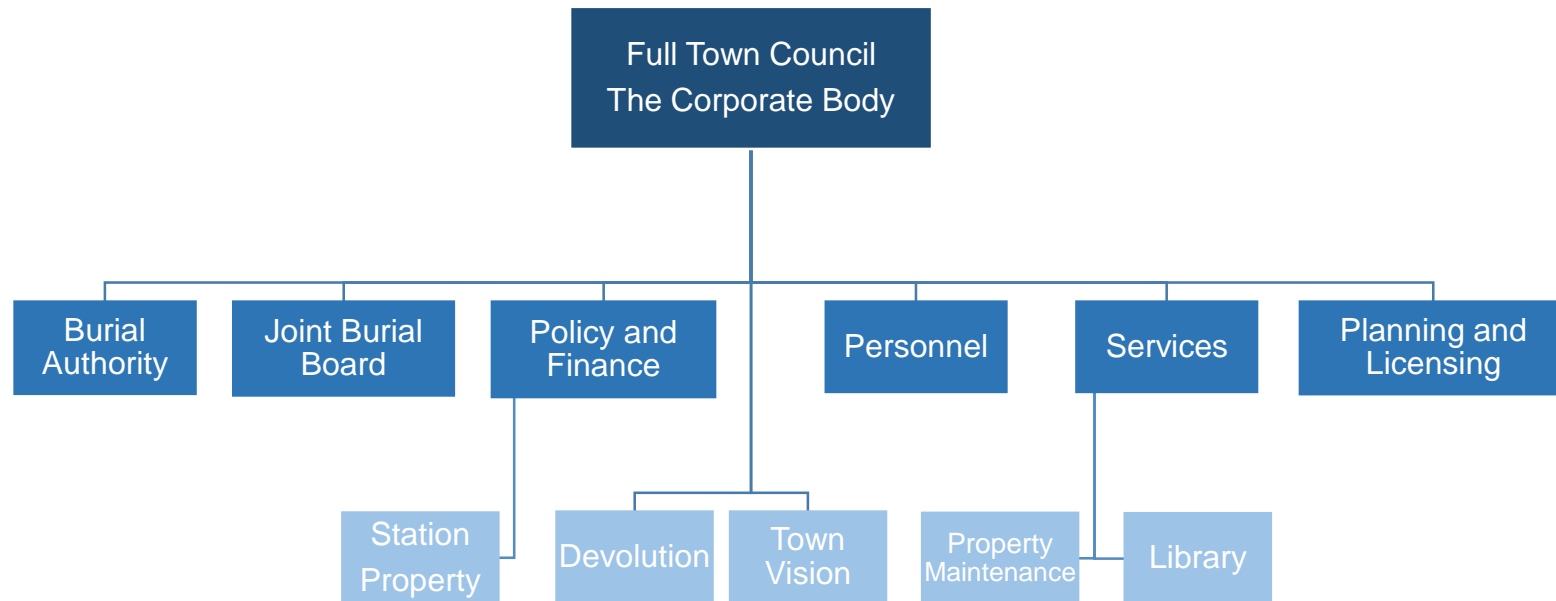 Full Town Council
The Corporate Body
Burial
Authority
Joint Burial
Board
Policy and
Finance
Personnel
Services
Planning and
Licensing
Station
Property
Devolution
Town
Vision
Property
Maintenance
Library